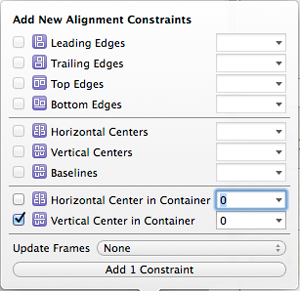 Add New Alignment Constraints
Leading Edges
Trailing Edges
Top Edges
Bottom Edges
Horizontal Centers
Vertical Centers
Baselines
Horizontal Center in Container 0
Vertical Center in Container 0
Update Frames None
Add 1 Constraint